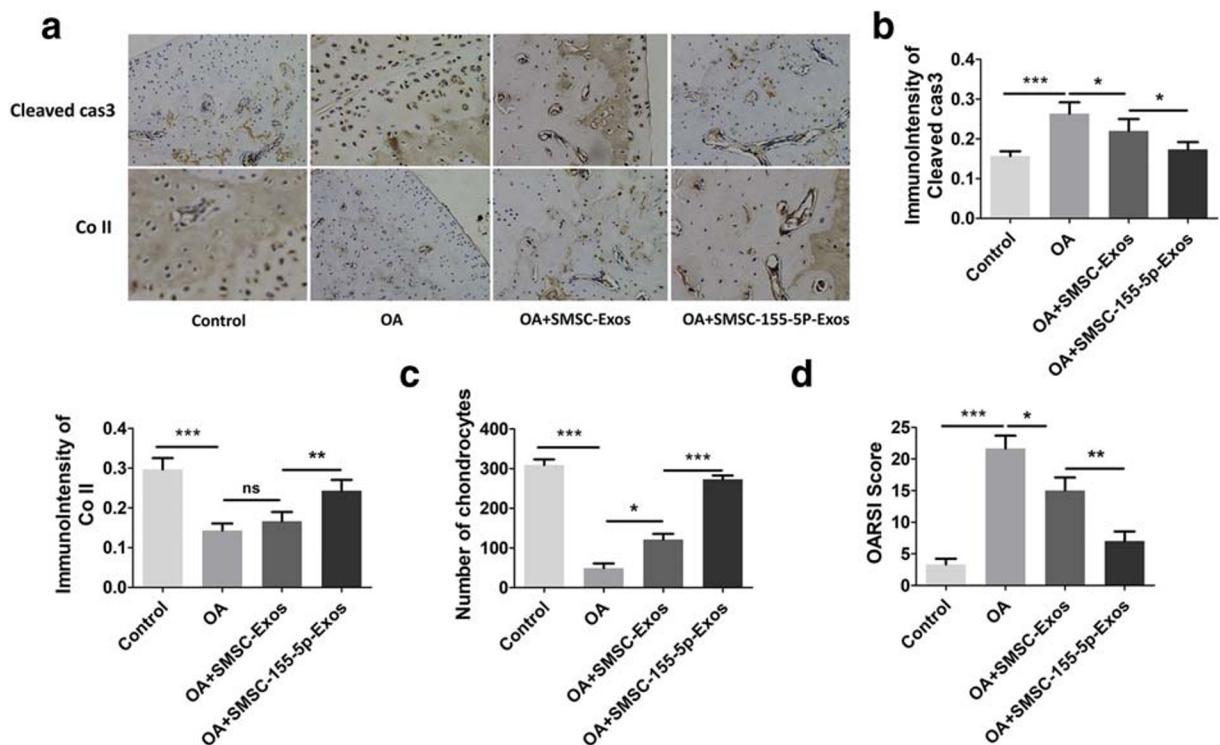 a
Cleaved cas3
Co II
Control
OA
OA+SMSC-Exos
OA+SMSC-155-5P-Exos
b
ImmunoIntensity of
Cleaved cas3
0.4
0.3
0.2
0.1
0.0
***
*
*
Control
OA
OA+SMSC-Exos
OA+SMSC-155-5p-Exos
ImmunoIntensity of
Co II
0.4
0.3
0.2
0.1
0.0
***
ns
**
Control
OA
OA+SMSC-Exos
OA+SMSC-155-5p-Exos
c
Number of chondrocytes
400
300
200
100
0
***
*
***
Control
OA
OA+SMSC-Exos
OA+SMSC-155-5p-Exos
d
OARSI Score
25
20
15
10
5
0
***
*
**
Control
OA
OA+SMSC-Exos
OA+SMSC-155-5p-Exos